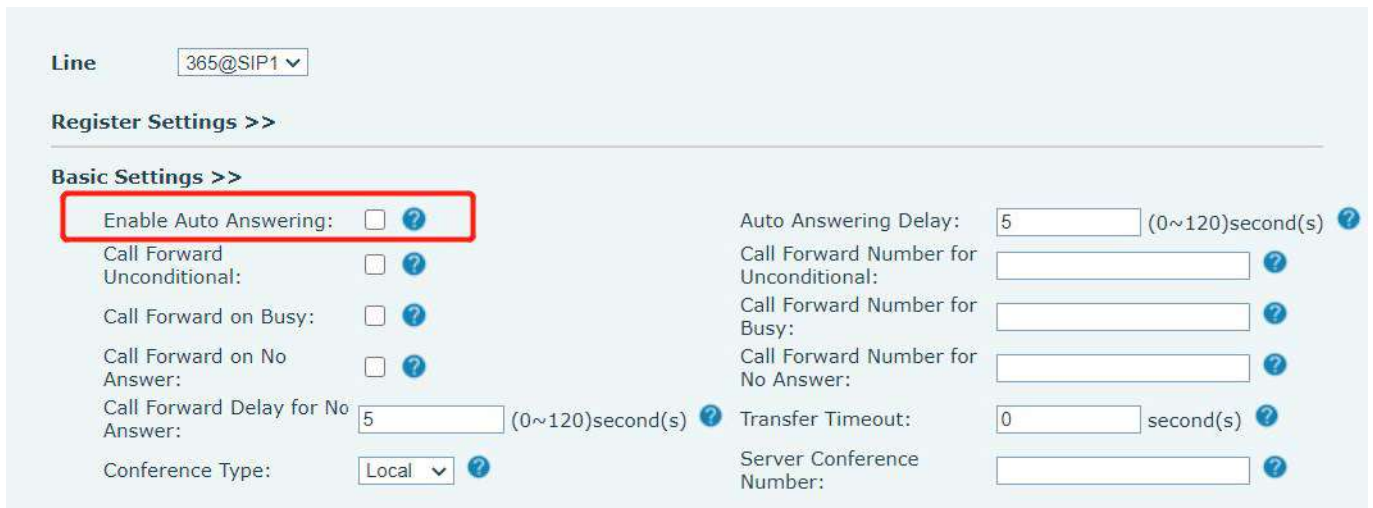 Line 365@SIP1
Register Settings >>
Basic Settings >>
Enable Auto Answering: ? Auto Answering Delay: 5 (0~120)second(s) ?
Call Forward
Unconditional: ? Call Forward Number for
Unconditional: ?
Call Forward on Busy: ? Call Forward Number for
Busy: ?
Call Forward on No
Answer: ? Call Forward Number for
No Answer: ?
Call Forward Delay for No
Answer: 5 (0~120)second(s) ? Transfer Timeout: 0 second(s) ?
Conference Type: Local ? Server Conference
Number: ?